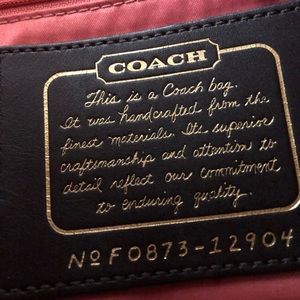 COACH
This is a Coach bag.
It was handcrafted from the
finest materials. Its superior
craftsmanship and attention to
detail reflect our commitment
to enduring quality.
№ F0873-12904